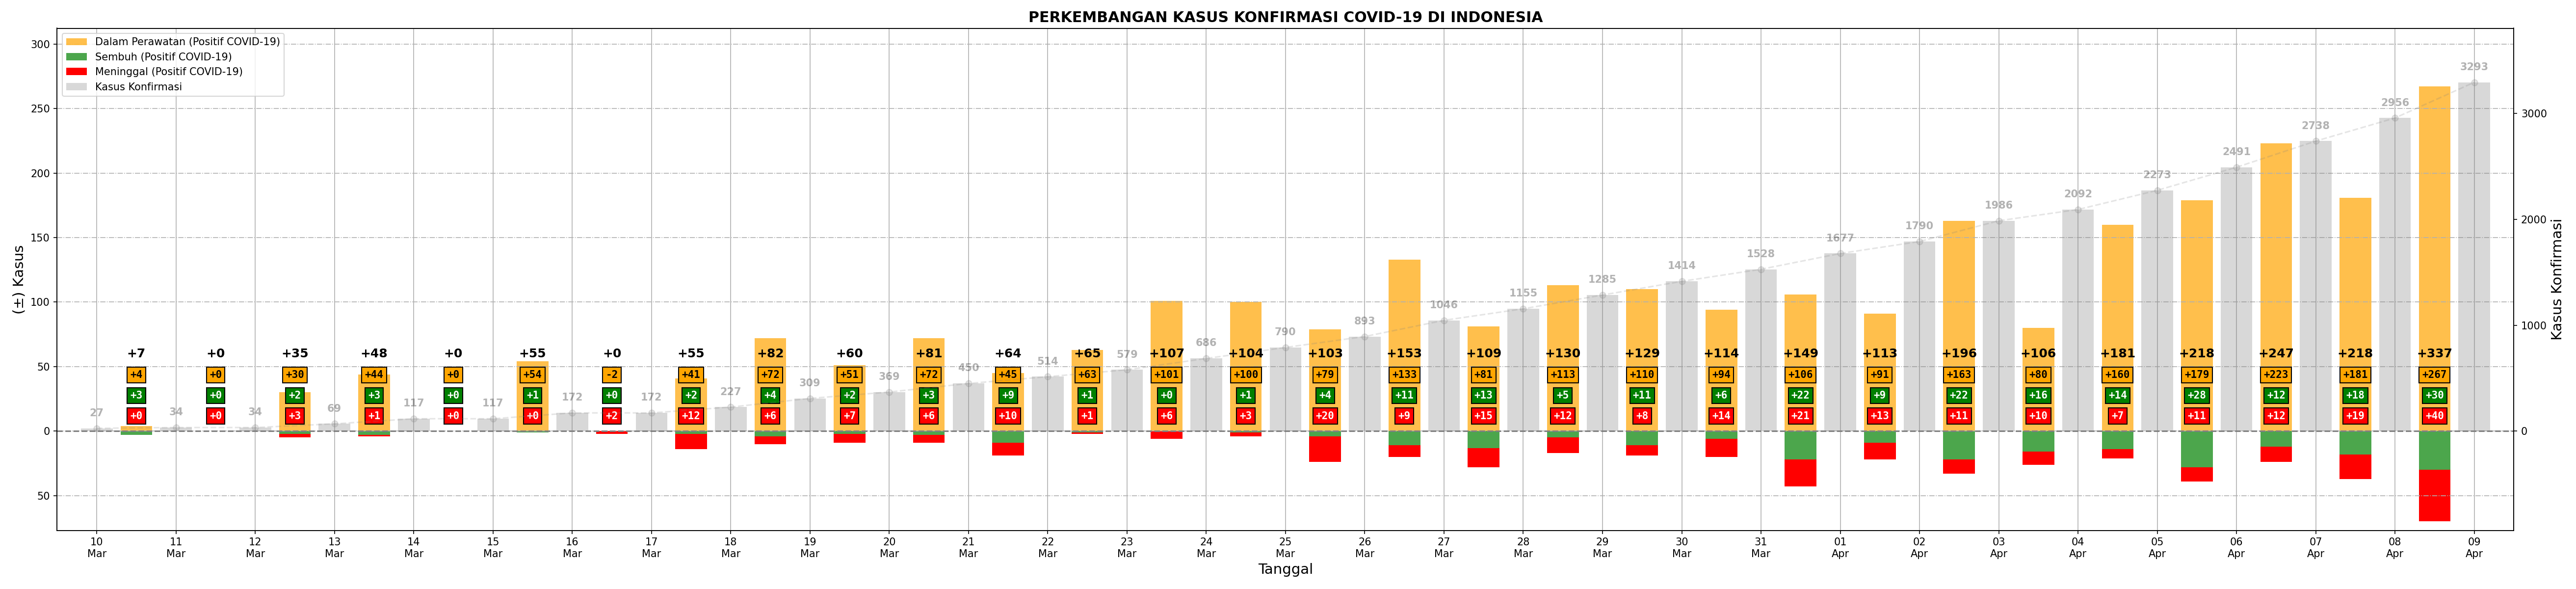 PERKEMBANGAN KASUS KONFIRMASI COVID-19 DI INDONESIA
Dalam Perawatan (Positif COVID-19)
Sembuh (Positif COVID-19)
Meninggal (Positif COVID-19)
Kasus Konfirmasi
(±) Kasus
300
250
200
150
100
50
0
50
Kasus Konfirmasi
3000
2000
1000
0
27 34 34 69 117 117 172 172 227 309 369 450 514 579 686 790 893 1046 1155 1285 1414 1528 1677 1790 1986 2092 2273 2491 2738 2956 3293
+7 +0 +35 +48 +0 +55 +0 +55 +82 +60 +81 +64 +65 +107 +104 +103 +153 +109 +130 +129 +114 +149 +113 +196 +106 +181 +218 +247 +218 +337
+4 +0 +30 +44 +0 +54 -2 +41 +72 +51 +72 +45 +63 +101 +100 +79 +133 +81 +113 +110 +94 +106 +91 +163 +80 +160 +179 +223 +181 +267
+3 +0 +2 +3 +0 +1 +0 +2 +4 +2 +3 +9 +1 +0 +1 +4 +11 +13 +5 +11 +6 +22 +9 +22 +16 +14 +28 +12 +18 +30
+0 +0 +3 +1 +0 +0 +2 +12 +6 +7 +6 +10 +1 +6 +3 +20 +9 +15 +12 +8 +14 +21 +13 +11 +10 +7 +11 +12 +19 +40
10 11 12 13 14 15 16 17 18 19 20 21 22 23 24 25 26 27 28 29 30 31 01 02 03 04 05 06 07 08 09
Mar Mar Mar Mar Mar Mar Mar Mar Mar Mar Mar Mar Mar Mar Mar Mar Mar Mar Mar Mar Mar Mar Apr Apr Apr Apr Apr Apr Apr Apr Apr
Tanggal